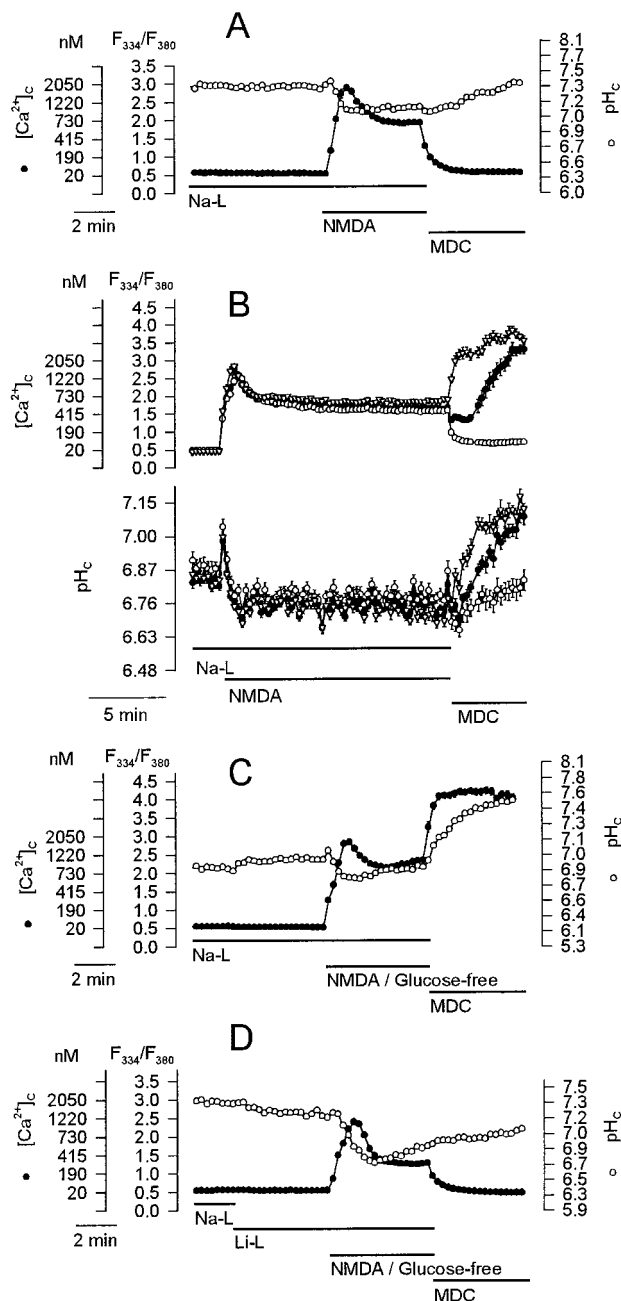 A
nM F334/F380
[Ca2+]c
2050
1220
730
415
190
20
3.5
3.0
2.5
2.0
1.5
1.0
0.5
0.0
8.1
7.5
7.3
7.2
7.0
6.9
6.7
6.6
6.3
6.0
pHc
Na-L
2 min
NMDA
MDC
B
nM F334/F380
[Ca2+]c
2050
1220
730
415
190
20
4.5
4.0
3.5
3.0
2.5
2.0
1.5
1.0
0.5
0.0
pHc
7.15
7.00
6.87
6.76
6.63
6.48
Na-L
NMDA
5 min
MDC
C
nM F334/F380
[Ca2+]c
2050
1220
730
415
190
20
4.5
4.0
3.5
3.0
2.5
2.0
1.5
1.0
0.5
0.0
8.1
7.8
7.6
7.4
7.3
7.1
7.0
6.9
6.8
6.6
6.4
6.1
5.3
pHc
Na-L
2 min
NMDA / Glucose-free
MDC
D
nM F334/F380
[Ca2+]c
2050
1220
730
415
190
20
3.5
3.0
2.5
2.0
1.5
1.0
0.5
0.0
7.5
7.3
7.2
7.0
6.9
6.7
6.6
6.3
5.9
pHc
Na-L
2 min
Li-L
NMDA / Glucose-free
MDC